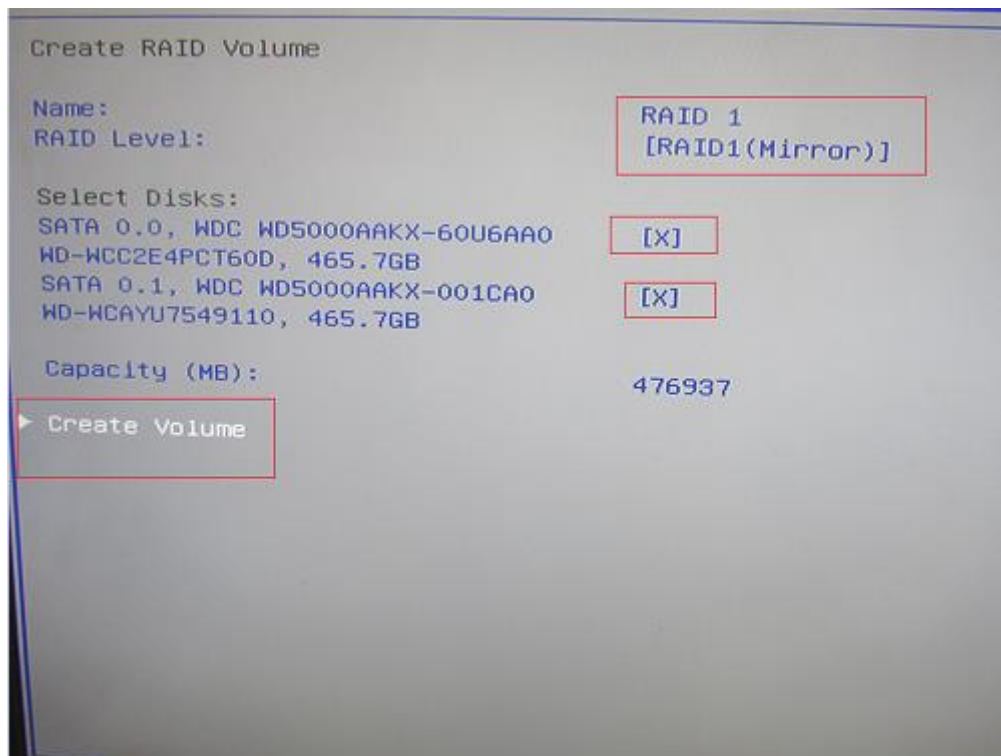 Create RAID Volume
Name: RAID 1
RAID Level: [RAID1(Mirror)]
Select Disks:
SATA 0.0, WDC WD5000AAKX-60U6AA0 [X]
WD-WCC2E4PCT60D, 465.7GB
SATA 0.1, WDC WD5000AAKX-001CA0 [X]
WD-WCAYU7549110, 465.7GB
Capacity (MB): 476937
Create Volume